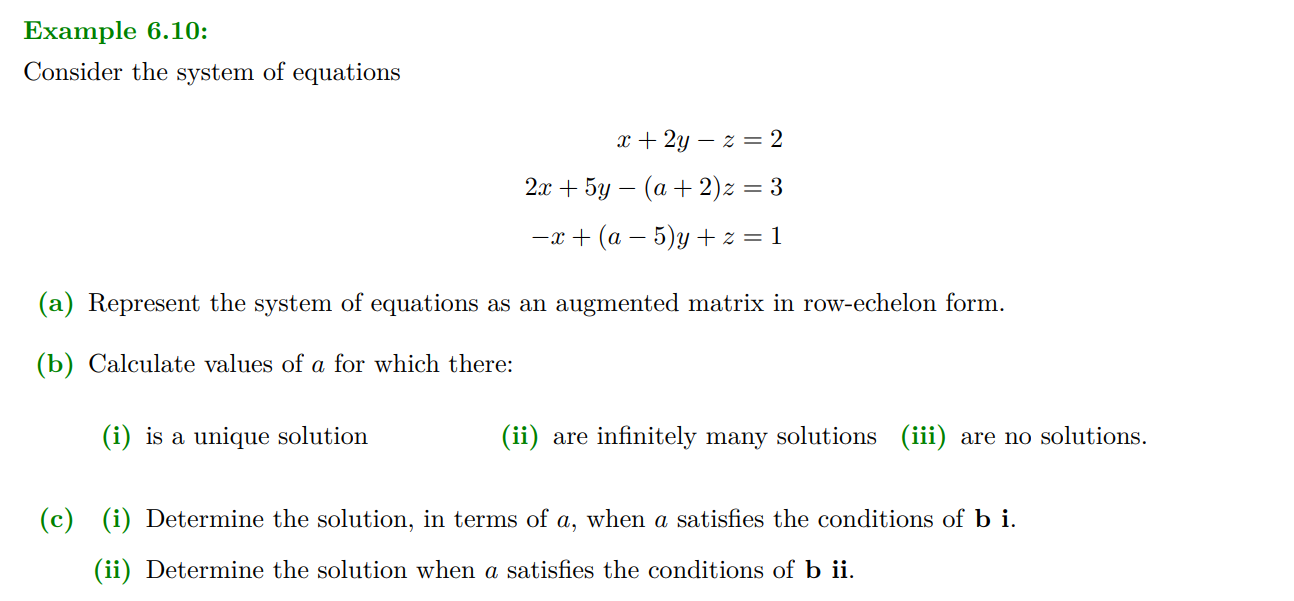 Example 6.10:
Consider the system of equations
x + 2y − z = 2
2x + 5y − (a + 2)z = 3
−x + (a − 5)y + z = 1
(a) Represent the system of equations as an augmented matrix in row-echelon form.
(b) Calculate values of a for which there:
(i) is a unique solution (ii) are infinitely many solutions (iii) are no solutions.
(c) (i) Determine the solution, in terms of a, when a satisfies the conditions of b i.
(ii) Determine the solution when a satisfies the conditions of b ii.